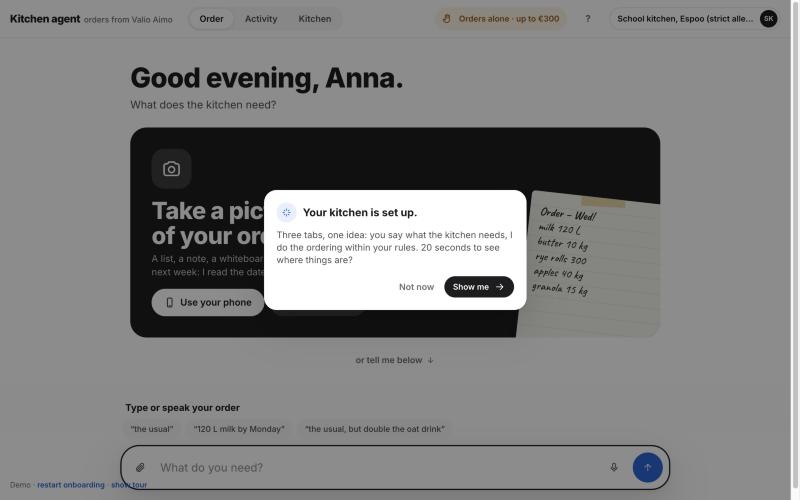 Kitchen agent orders from Valio Aimo
Order Activity Kitchen
Orders alone · up to €300
?
School kitchen, Espoo (strict alle... SK
Good evening, Anna.
What does the kitchen need?
Take a pic
of your or
A list, a note, a whiteboar
next week: I read the date
Use your phone
Order – Wed!
milk 120 L
butter 10 kg
rye rolls 300
apples 40 kg
granola 15 kg
Your kitchen is set up.
Three tabs, one idea: you say what the kitchen needs, I
do the ordering within your rules. 20 seconds to see
where things are?
Not now Show me →
or tell me below ↓
Type or speak your order
"the usual" "120 L milk by Monday" "the usual, but double the oat drink"
What do you need?
Demo · restart onboarding · show tour